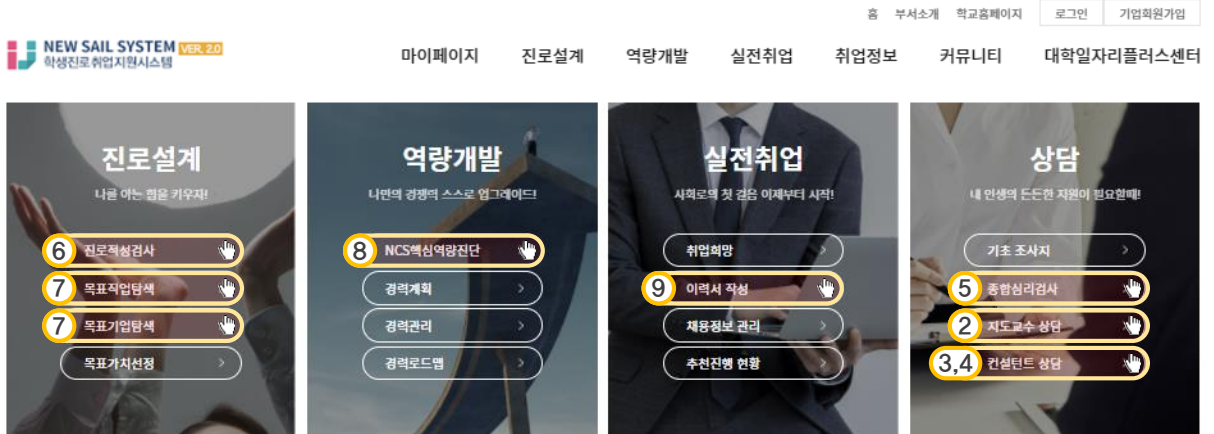 홈 부서소개 학교홈페이지 로그인 기업회원가입
NEW SAIL SYSTEM VER. 2.0
학생진로취업지원시스템
마이페이지 진로설계 역량개발 실전취업 취업정보 커뮤니티 대학일자리플러스센터
진로설계
나를 아는 힘을 키우자!
6 진로적성검사
7 목표직업탐색
7 목표기업탐색
목표가치선정
역량개발
나만의 경쟁력 스스로 업그레이드!
8 NCS핵심역량진단
경력계획
경력관리
경력로드맵
실전취업
사회로의 첫 걸음 이제부터 시작!
취업희망
9 이력서 작성
채용정보 관리
추천진행 현황
상담
내 인생의 든든한 지원이 필요할때!
기초 조사지
5 종합심리검사
2 지도교수 상담
3,4 컨설턴트 상담